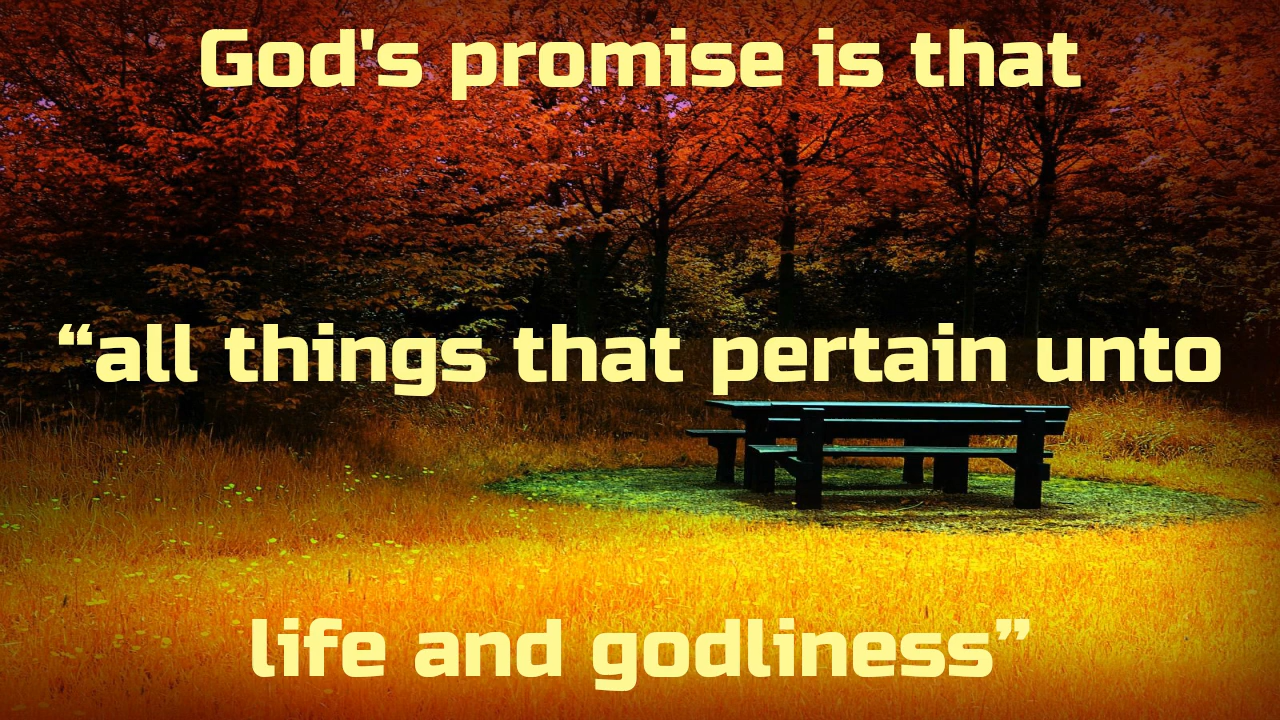 God's promise is that
“all things that pertain unto
life and godliness”